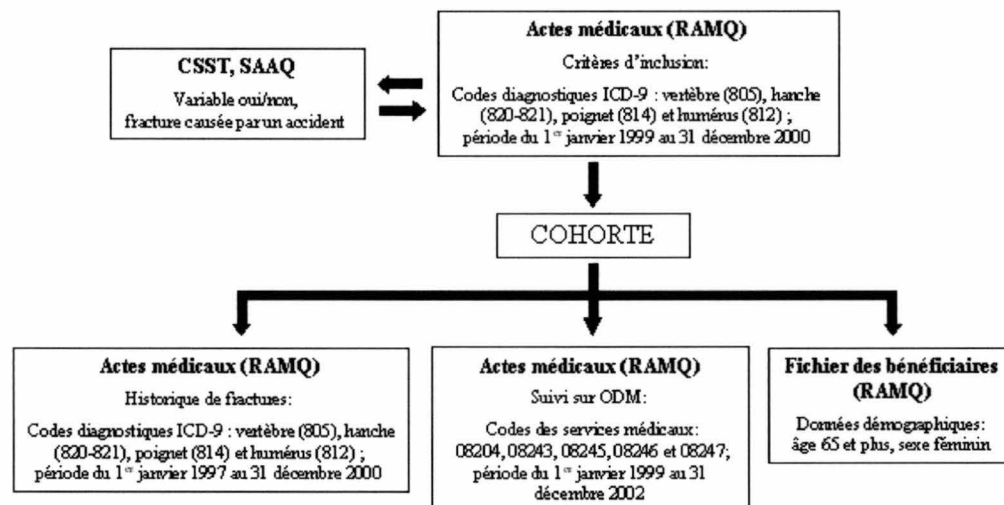 Actes médicaux (RAMQ)
Critères d'inclusion:
Codes diagnostiques ICD-9 : vertèbre (805), hanche
(820-821), poignet (814) et humérus (812) ;
période du 1er janvier 1999 au 31 décembre 2000
CSST, SAAQ
Variable oui/non,
fracture causée par un accident
COHORTE
Actes médicaux (RAMQ)
Historique de fractures:
Codes diagnostiques ICD-9 : vertèbre (805), hanche
(820-821), poignet (814) et humérus (812) ;
période du 1er janvier 1997 au 31 décembre 2000
Actes médicaux (RAMQ)
Suivi sur ODM:
Codes des services médicaux:
08204, 08243, 08245, 08246 et 08247;
période du 1er janvier 1999 au 31
décembre 2002
Fichier des bénéficiaires
(RAMQ)
Données démographiques:
âge 65 et plus, sexe féminin